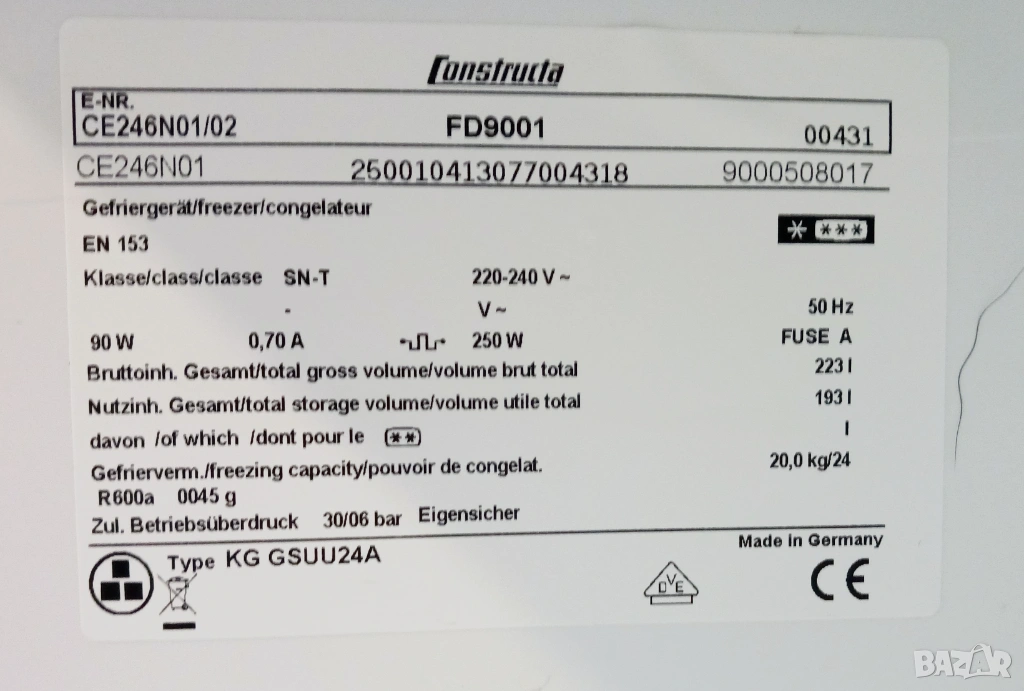 Constructa
E-NR.
CE246N01/02 FD9001 00431
CE246N01 250010413077004318 9000508017
Gefriergerät/freezer/congelateur
EN 153
Klasse/class/classe SN-T 220-240 V ~
- V ~ 50 Hz
90 W 0,70 A 250 W FUSE A
Bruttoinh. Gesamt/total gross volume/volume brut total 223 l
Nutzinh. Gesamt/total storage volume/volume utile total 193 l
davon /of which /dont pour le l
Gefrierverm./freezing capacity/pouvoir de congelat. 20,0 kg/24
R600a 0045 g
Zul. Betriebsüberdruck 30/06 bar Eigensicher
Made in Germany
Type KG GSUU24A
DVE
CE
BAZAR